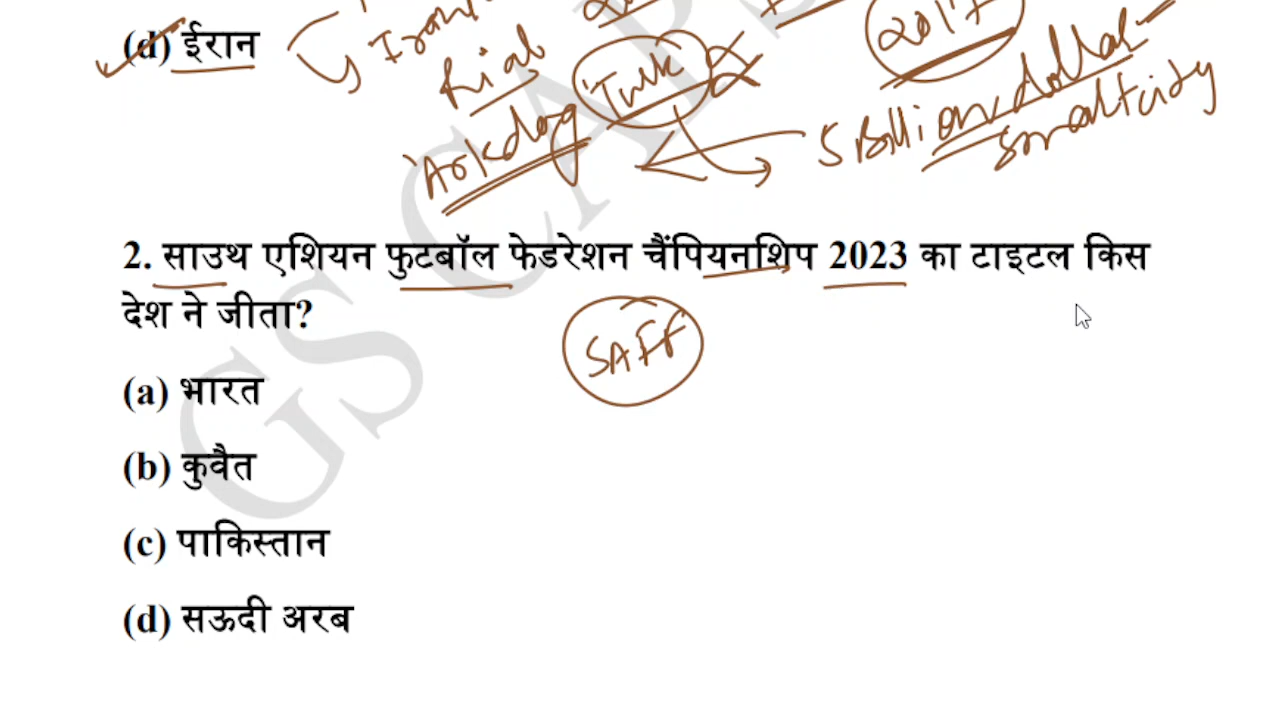 (d) ईरान
Rial
2017
5 Billion dollar
smaltcity
2. साउथ एशियन फुटबॉल फेडरेशन चैंपियनशिप 2023 का टाइटल किस
देश ने जीता?
SAFF
(a) भारत
(b) कुवैत
(c) पाकिस्तान
(d) सऊदी अरब